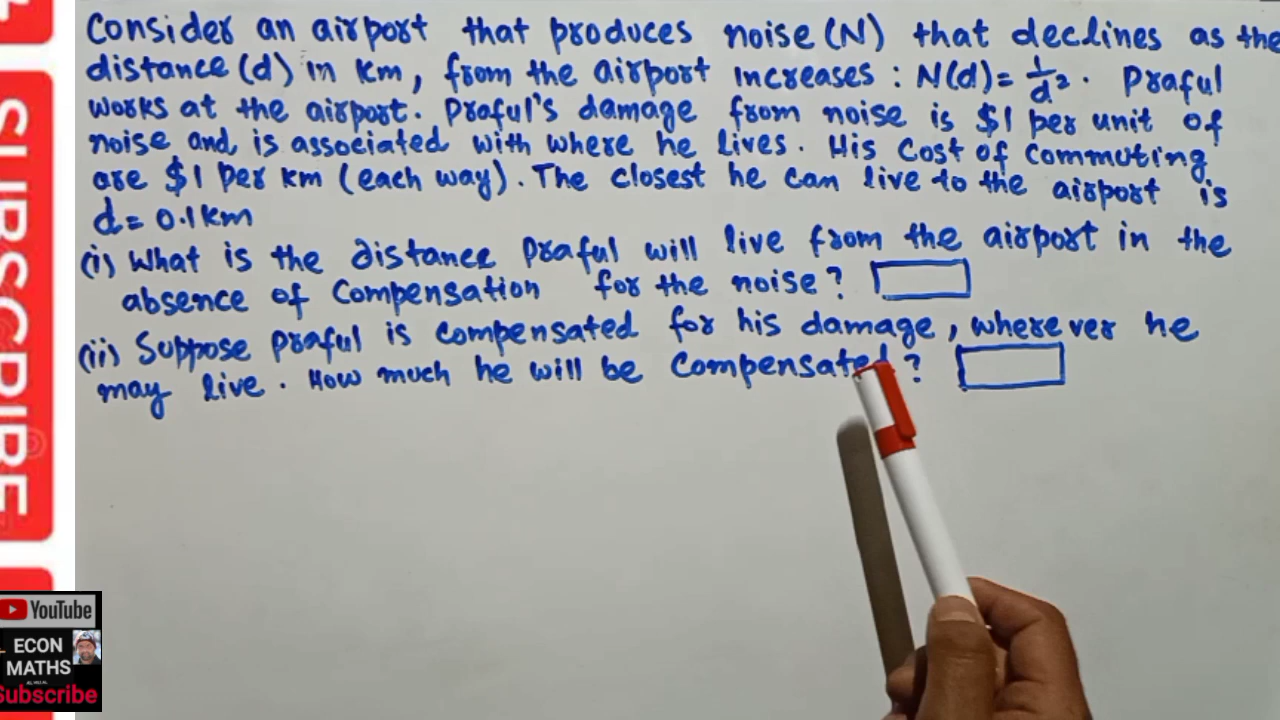 Consider an airport that produces noise (N) that declines as the
distance (d) in Km, from the airport increases : N(d) = 1/d². Praful
works at the airport. Praful's damage from noise is $1 per unit of
noise and, is associated with where he lives. His cost of commuting
are $1 per km (each way). The closest he can live to the airport is
d = 0.1 Km
(i) What is the distance Praful will live from the airport in the
absence of compensation for the noise?
(ii) Suppose Praful is compensated for his damage, wherever he
may live. How much he will be compensated ?
SUBSCRIBE
YouTube
ECON
MATHS
Subscribe